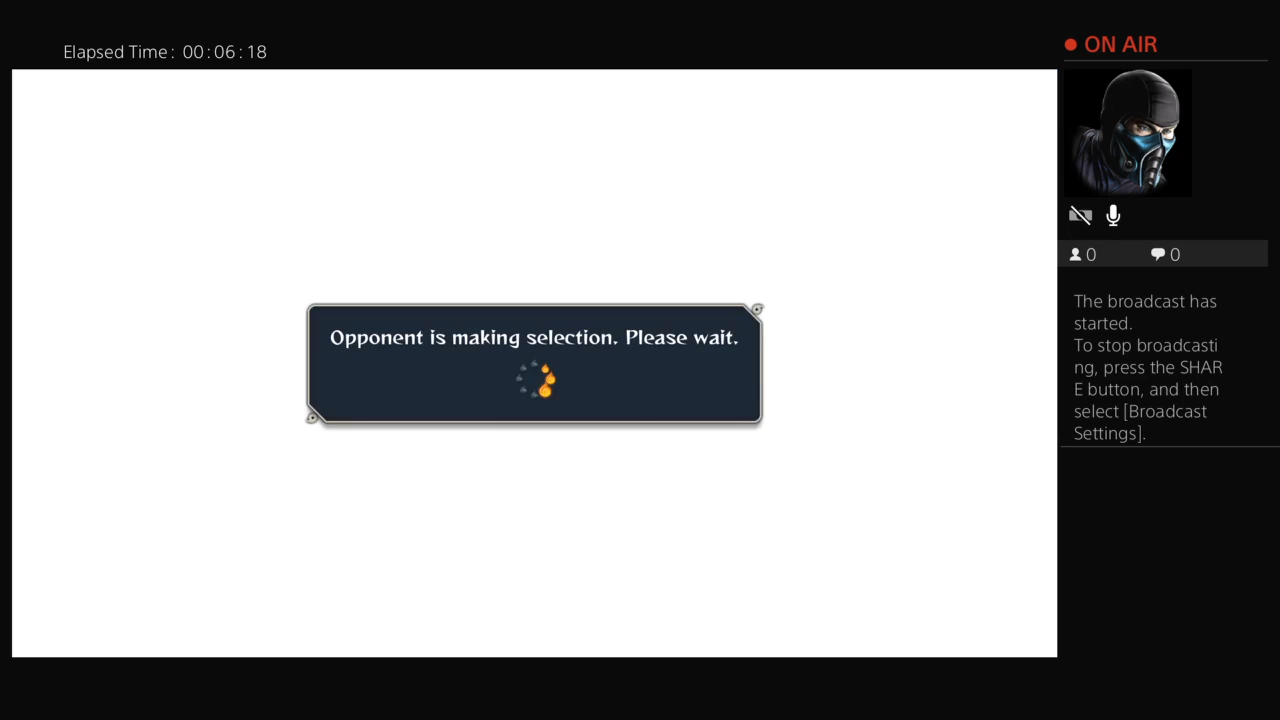 Elapsed Time: 00:06:18
ON AIR
0
0
Opponent is making selection. Please wait.
The broadcast has
started.
To stop broadcasti
ng, press the SHAR
E button, and then
select [Broadcast
Settings].